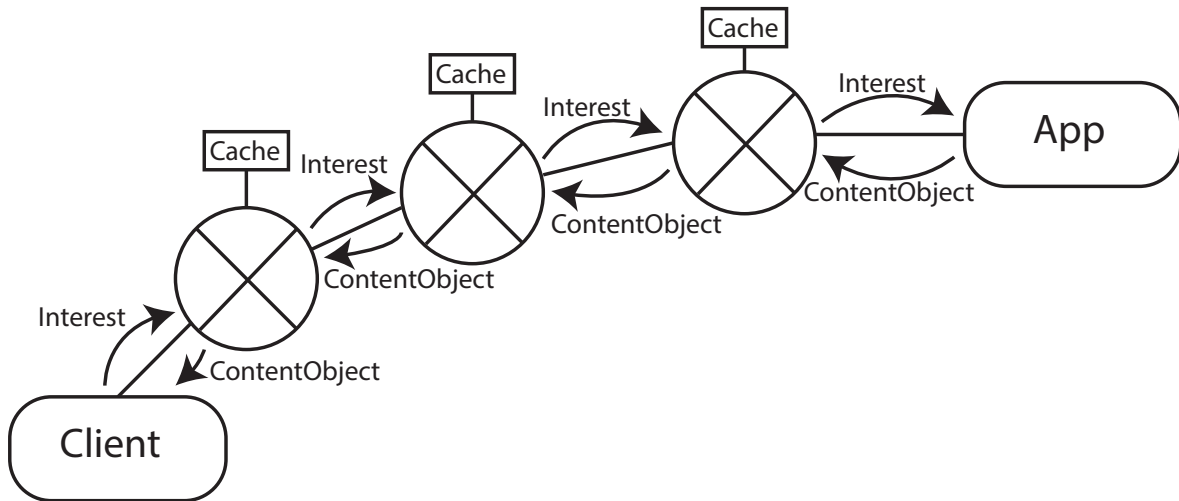 Cache
Interest
App
Cache
Interest
ContentObject
Cache
Interest
ContentObject
ContentObject
Interest
ContentObject
Client